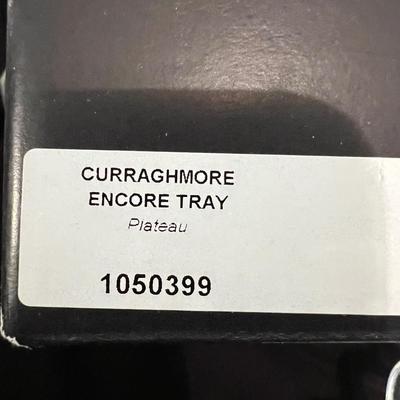 CURRAGHMORE
ENCORE TRAY
Plateau
1050399